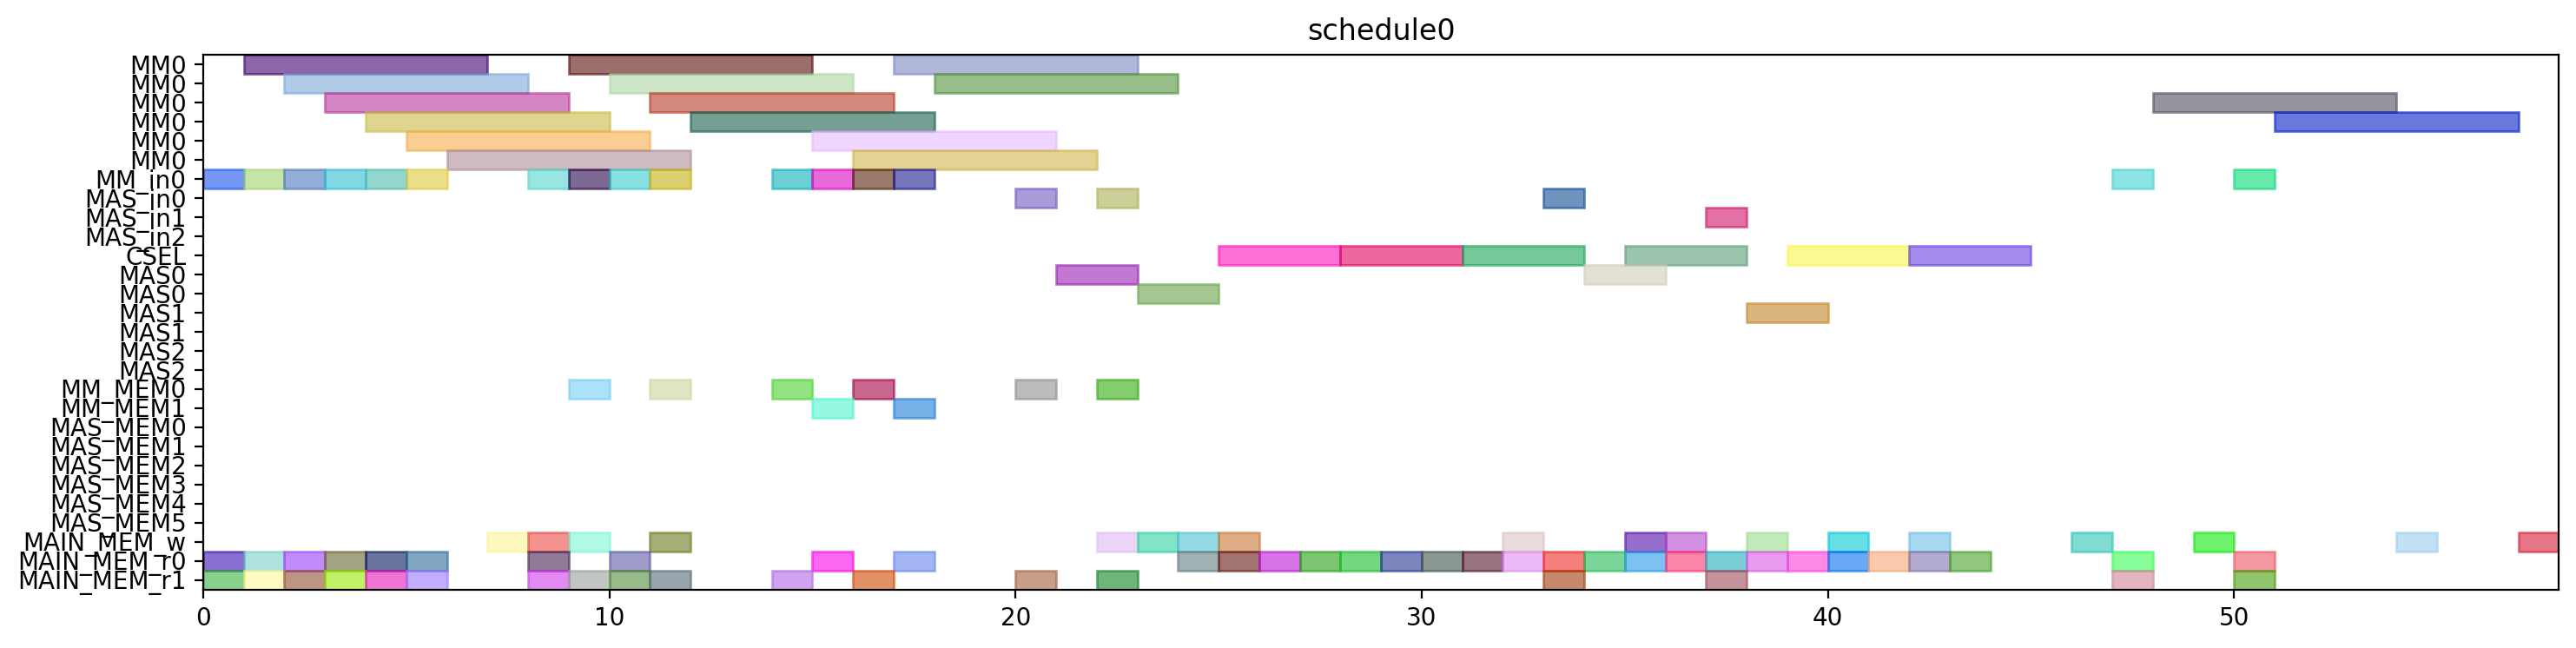 schedule0
MM0
MM0
MM0
MM0
MM0
MM0
MM_in0
MAS_in0
MAS_in1
MAS_in2
CSEL
MAS0
MAS0
MAS1
MAS1
MAS2
MAS2
MM_MEM0
MM_MEM1
MAS_MEM0
MAS_MEM1
MAS_MEM2
MAS_MEM3
MAS_MEM4
MAS_MEM5
MAIN_MEM_w
MAIN_MEM_r0
MAIN_MEM_r1
0 10 20 30 40 50